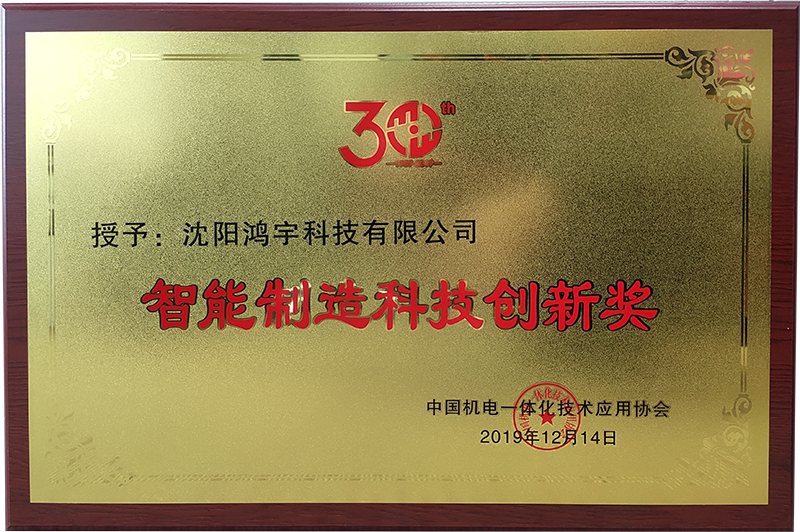 30th
授予：沈阳鸿宇科技有限公司
智能制造科技创新奖
中国机电一体化技术应用协会
2019年12月14日